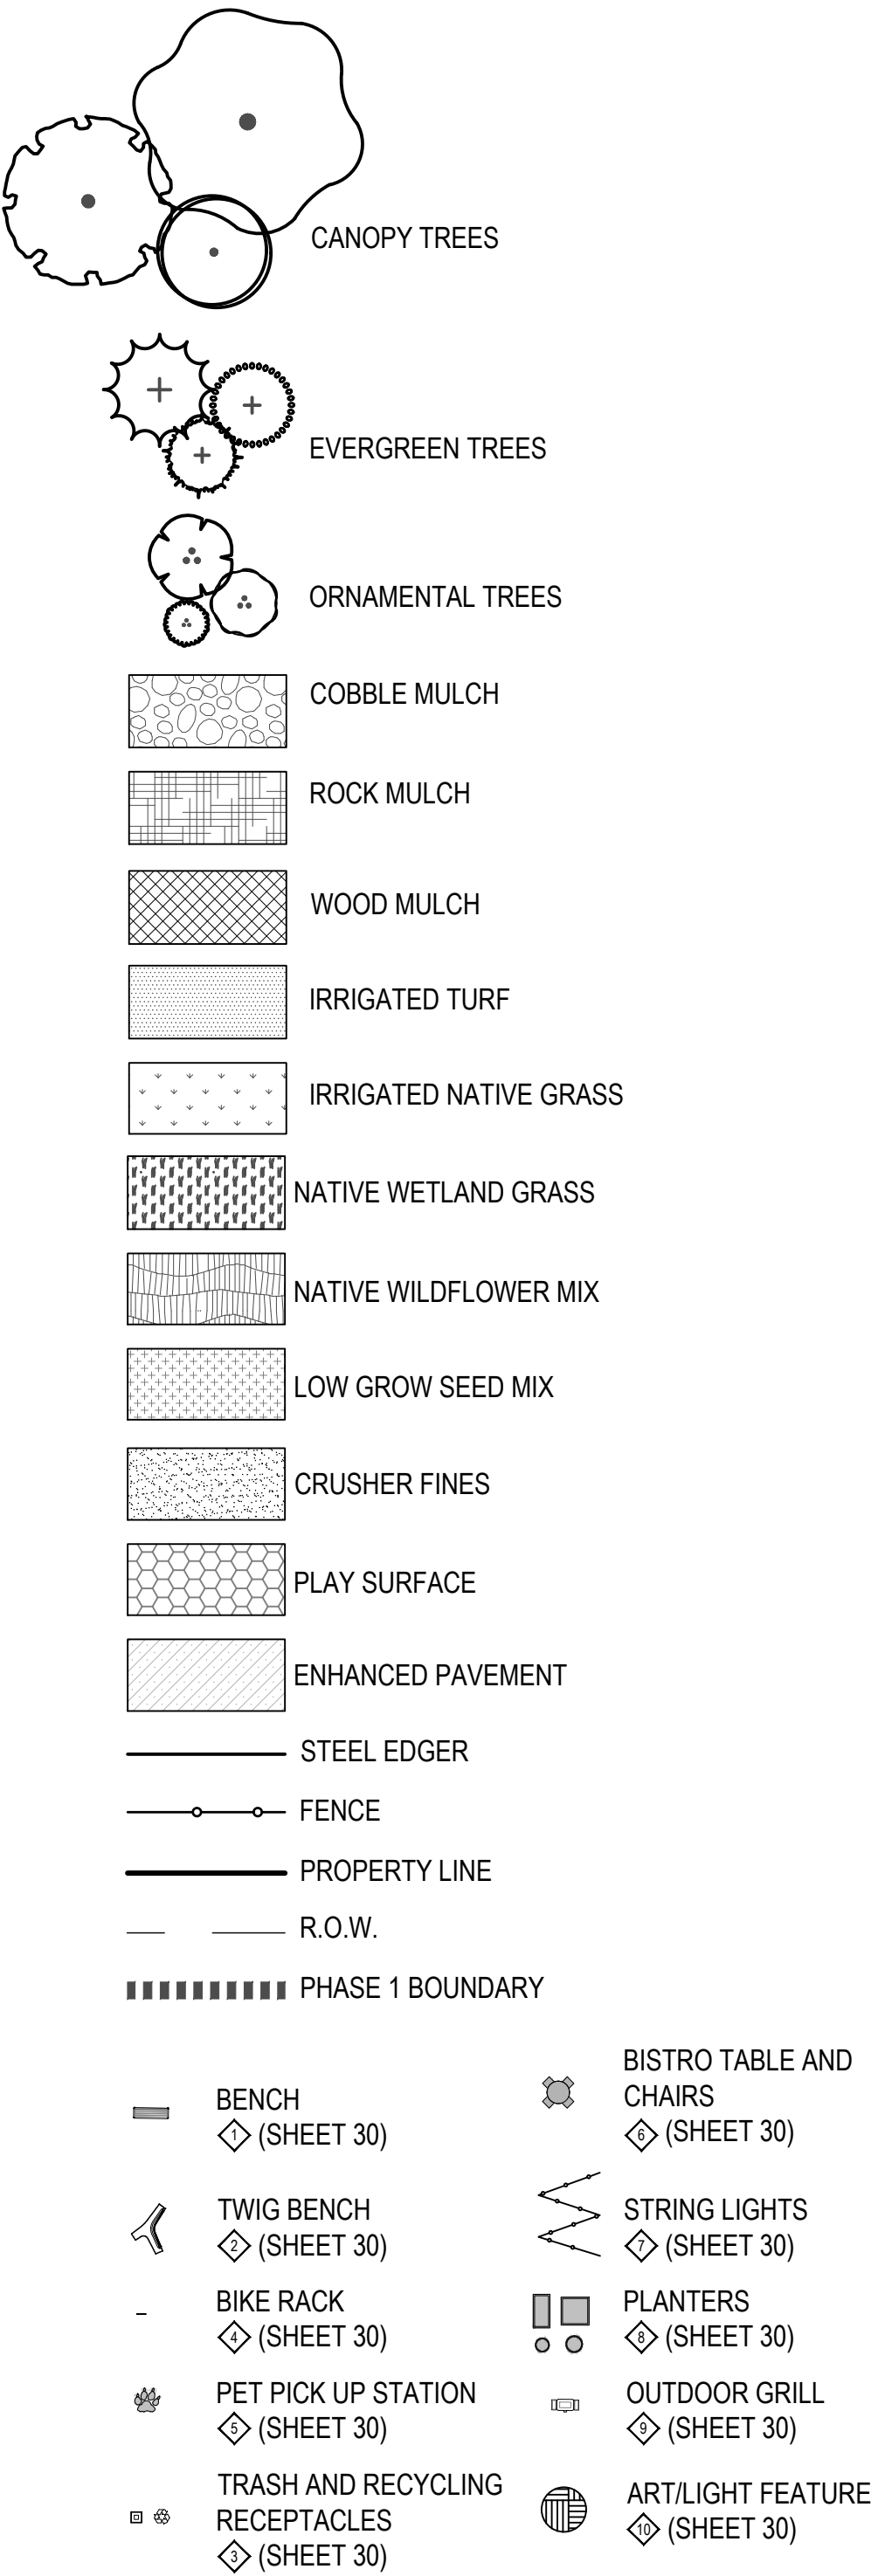 CANOPY TREES
EVERGREEN TREES
ORNAMENTAL TREES
COBBLE MULCH
ROCK MULCH
WOOD MULCH
IRRIGATED TURF
IRRIGATED NATIVE GRASS
NATIVE WETLAND GRASS
NATIVE WILDFLOWER MIX
LOW GROW SEED MIX
CRUSHER FINES
PLAY SURFACE
ENHANCED PAVEMENT
STEEL EDGER
FENCE
PROPERTY LINE
R.O.W.
PHASE 1 BOUNDARY
BENCH
1 (SHEET 30)
TWIG BENCH
2 (SHEET 30)
BIKE RACK
4 (SHEET 30)
PET PICK UP STATION
5 (SHEET 30)
TRASH AND RECYCLING
RECEPTACLES
3 (SHEET 30)
BISTRO TABLE AND
CHAIRS
6 (SHEET 30)
STRING LIGHTS
7 (SHEET 30)
PLANTERS
8 (SHEET 30)
OUTDOOR GRILL
9 (SHEET 30)
ART/LIGHT FEATURE
10 (SHEET 30)